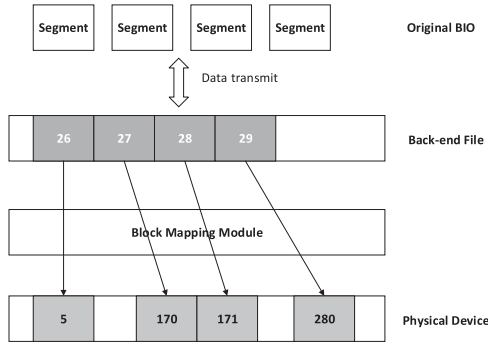 Segment Segment Segment Segment Original BIO
Data transmit
26 27 28 29 Back-end File
Block Mapping Module
5 170 171 280 Physical Device